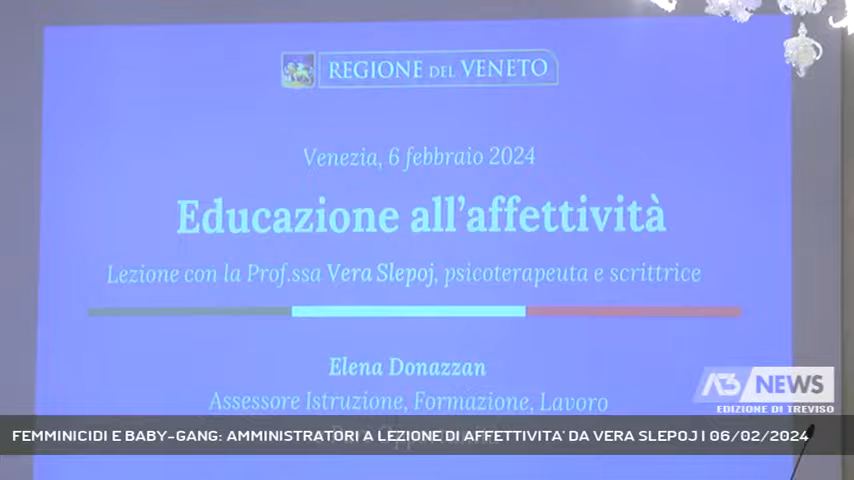 REGIONE DEL VENETO
Venezia, 6 febbraio 2024
Educazione all'affettività
Lezione con la Prof.ssa Vera Slepoj, psicoterapeuta e scrittrice
Elena Donazzan
Assessore Istruzione, Formazione, Lavoro
A3 NEWS
EDIZIONE DI TREVISO
FEMMINICIDI E BABY-GANG: AMMINISTRATORI A LEZIONE DI AFFETTIVITA' DA VERA SLEPOJ | 06/02/2024